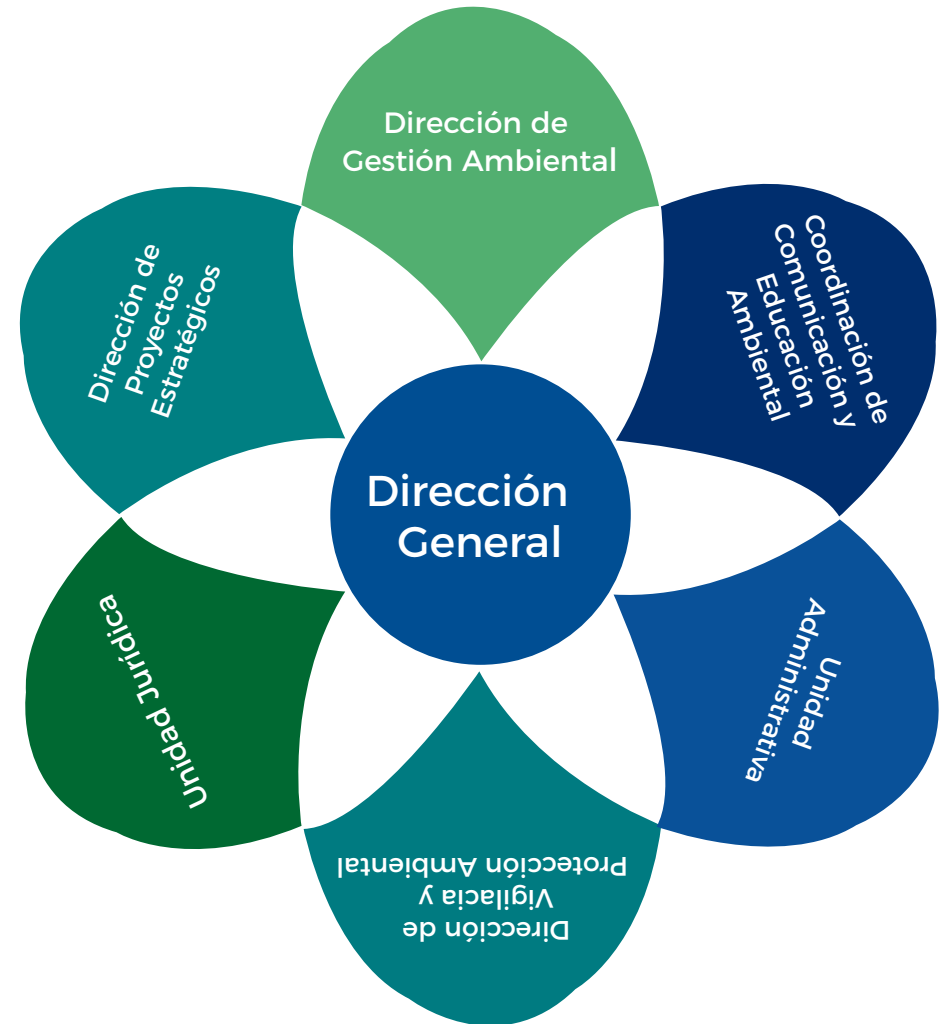 Dirección de
Gestión Ambiental
Coordinación de
Comunicación y
Educación
Ambiental
Unidad
Administrativa
Dirección de
Vigilacia y
Protección Ambiental
Unidad Jurídica
Dirección de
Proyectos
Estratégicos
Dirección
General